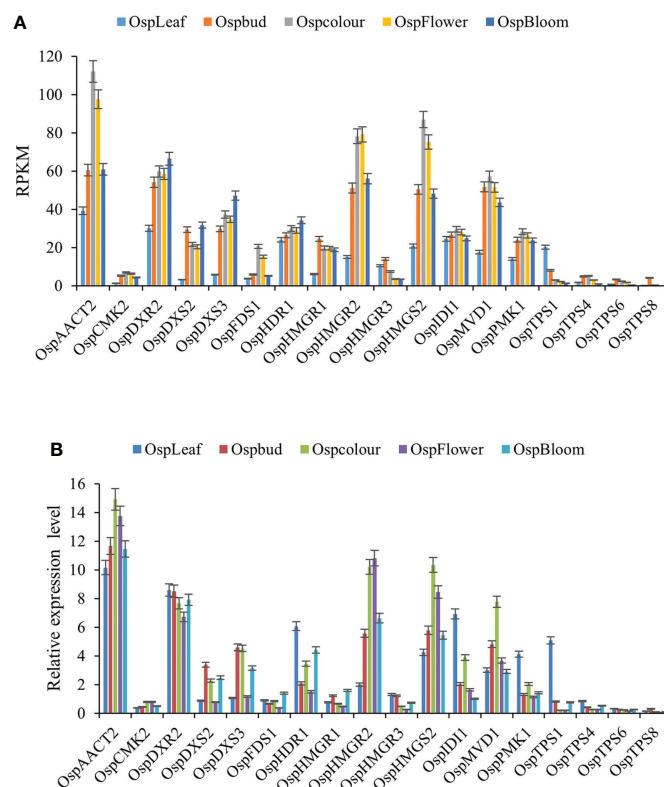 A
OspLeaf Ospbud Ospcolour OspFlower OspBloom
RPKM
120
100
80
60
40
20
0
OspAACT2
OspCMK2
OspDXR2
OspDXS2
OspDXS3
OspFDS1
OspHDR1
OspHMGR1
OspHMGR2
OspHMGR3
OspHMGS2
OspIDI1
OspMVD1
OspPMK1
OspTPS1
OspTPS4
OspTPS6
OspTPS8
B
OspLeaf Ospbud Ospcolour OspFlower OspBloom
Relative expression level
16
14
12
10
8
6
4
2
0
OspAACT2
OspCMK2
OspDXR2
OspDXS2
OspDXS3
OspFDS1
OspHDR1
OspHMGR1
OspHMGR2
OspHMGR3
OspHMGS2
OspIDI1
OspMVD1
OspPMK1
OspTPS1
OspTPS4
OspTPS6
OspTPS8